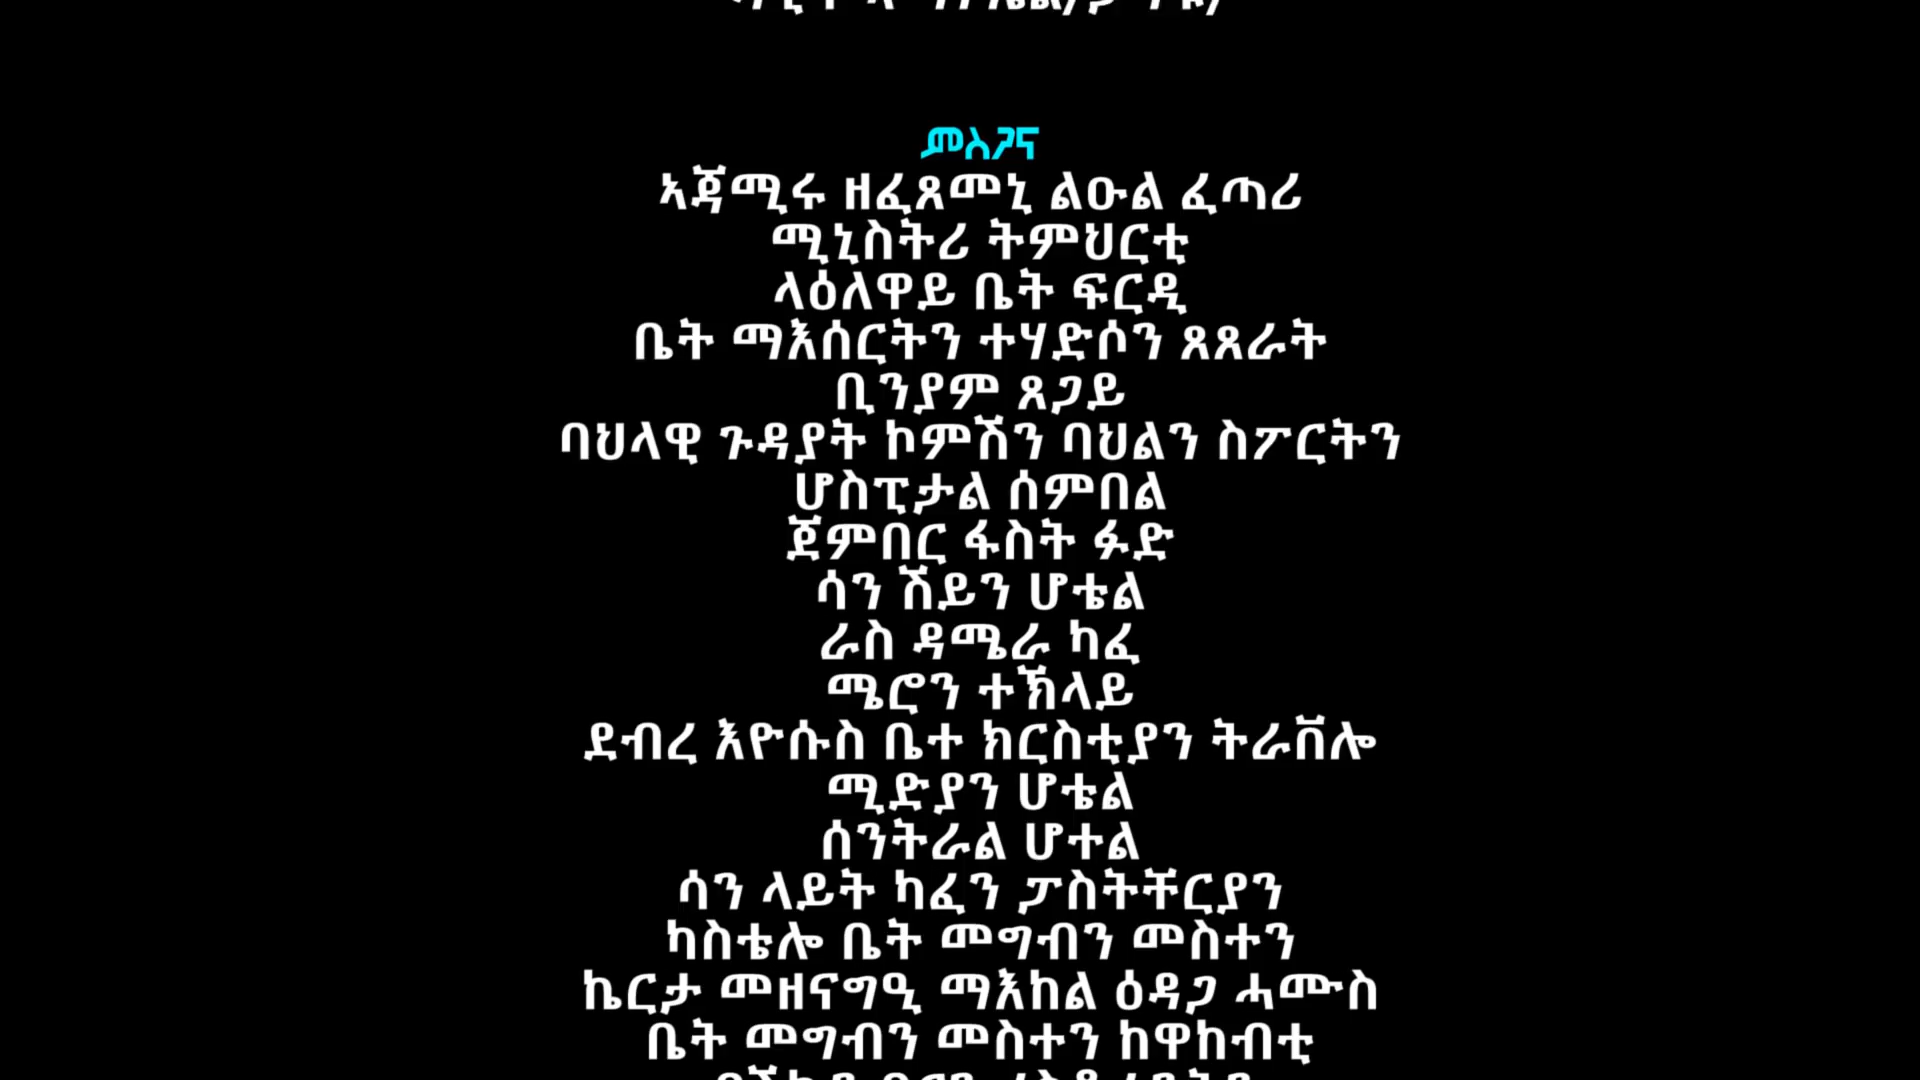 ምስጋና
ኣጃሚሩ ዘፈጸመኒ ልዑል ፈጣሪ
ሚኒስትሪ ትምህርቲ
ላዕለዋይ ቤት ፍርዲ
ቤት ማእሰርትን ተሃድሶን ጸጸራት
ቢንያም ጸጋይ
ባህላዊ ጉዳያት ኮምሽን ባህልን ስፖርትን
ሆስፒታል ሰምበል
ጀምበር ፋስት ፉድ
ሳን ሽይን ሆቴል
ራስ ዳሜራ ካፈ
ሜሮን ተኽላይ
ደብረ እዮሱስ ቤተ ክርስቲያን ትራቨሎ
ሚድያን ሆቴል
ሰንትራል ሆተል
ሳን ላይት ካፈን ፓስትቸርያን
ካስቴሎ ቤት መግብን መስተን
ኬርታ መዘናግዒ ማእከል ዕዳጋ ሓሙስ
ቤት መግብን መስተን ከዋከብቲ